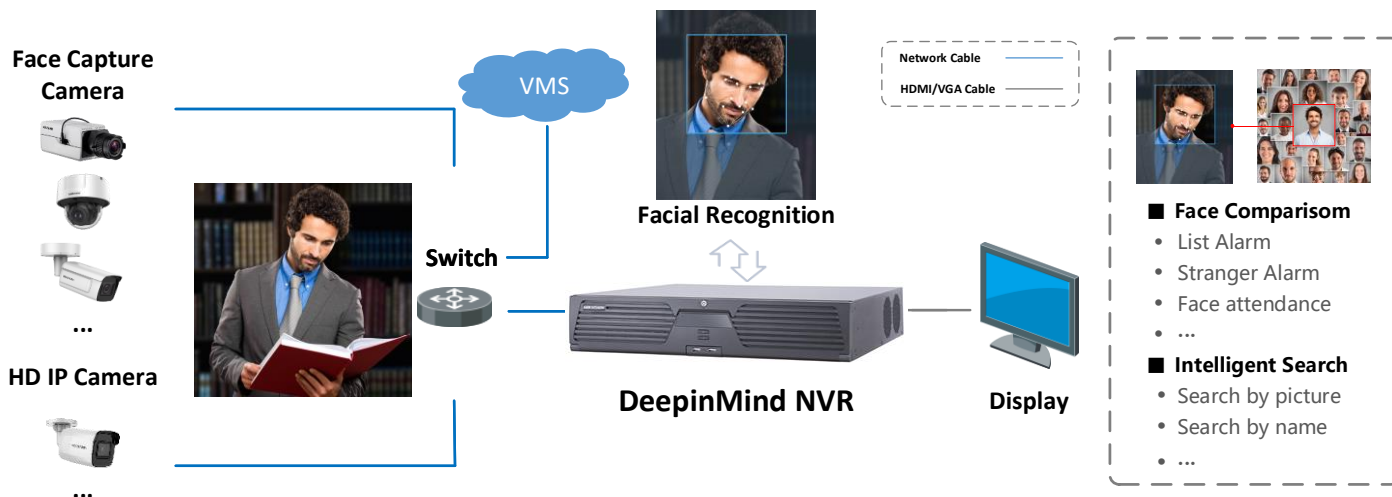 Face Capture
Camera
...
HD IP Camera
...
VMS
Switch
Facial Recognition
DeepinMind NVR
Display
Network Cable
HDMI/VGA Cable
■ Face Comparisom
• List Alarm
• Stranger Alarm
• Face attendance
• ...
■ Intelligent Search
• Search by picture
• Search by name
• ...